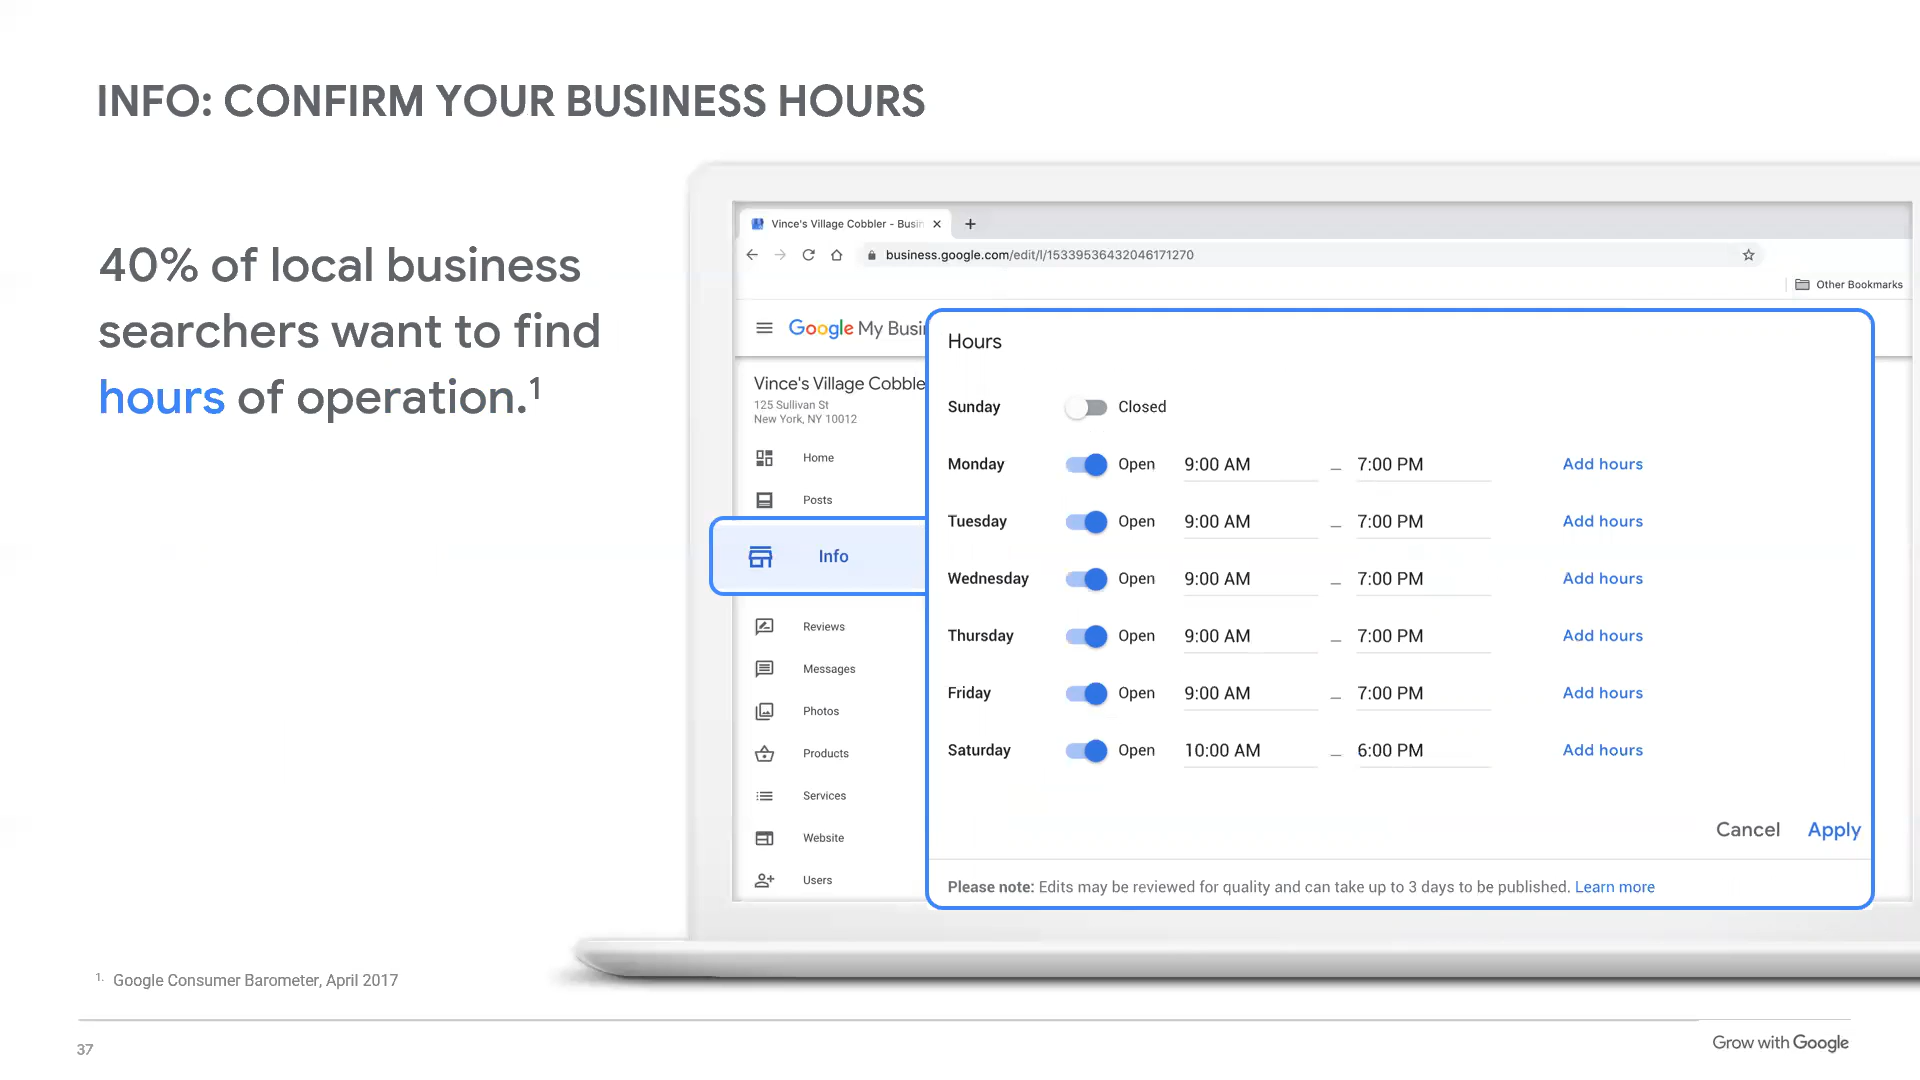 INFO: CONFIRM YOUR BUSINESS HOURS
40% of local business
searchers want to find
hours of operation.¹
Vince's Village Cobbler - Busin
business.google.com/edit/l/15339536432046171270
Other Bookmarks
Google My Busi
Vince's Village Cobble
125 Sullivan St
New York, NY 10012
Home
Posts
Info
Reviews
Messages
Photos
Products
Services
Website
Users
Hours
Sunday Closed
Monday Open 9:00 AM – 7:00 PM Add hours
Tuesday Open 9:00 AM – 7:00 PM Add hours
Wednesday Open 9:00 AM – 7:00 PM Add hours
Thursday Open 9:00 AM – 7:00 PM Add hours
Friday Open 9:00 AM – 7:00 PM Add hours
Saturday Open 10:00 AM – 6:00 PM Add hours
Cancel Apply
Please note: Edits may be reviewed for quality and can take up to 3 days to be published. Learn more
1. Google Consumer Barometer, April 2017
37
Grow with Google